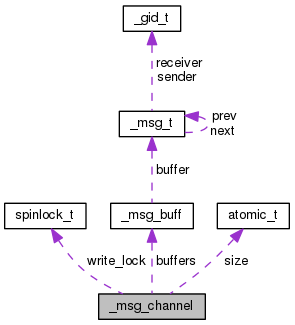 _gid_t
receiver
sender
_msg_t
prev
next
buffer
spinlock_t
_msg_buff
atomic_t
write_lock
buffers
size
_msg_channel